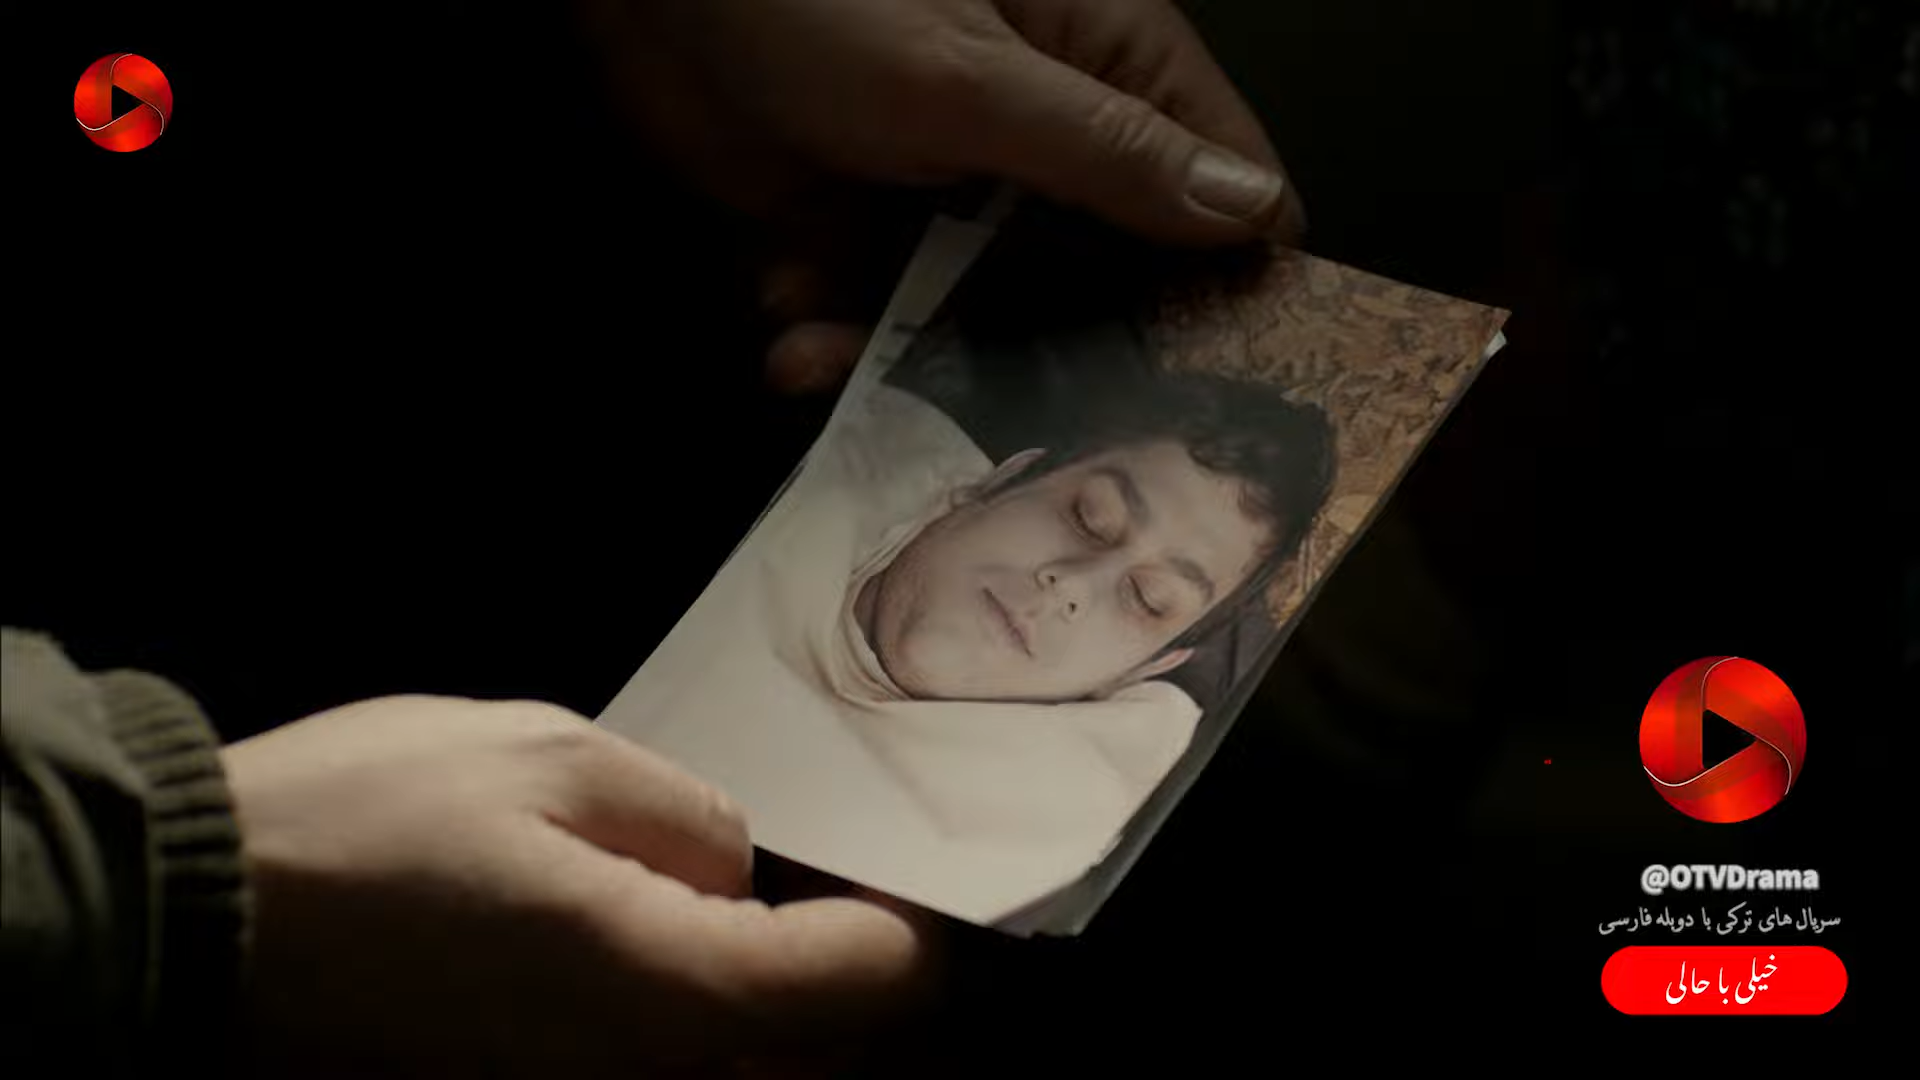 @OTVDrama
سریال های ترکی با دوبله فارسی
خیلی با حالی